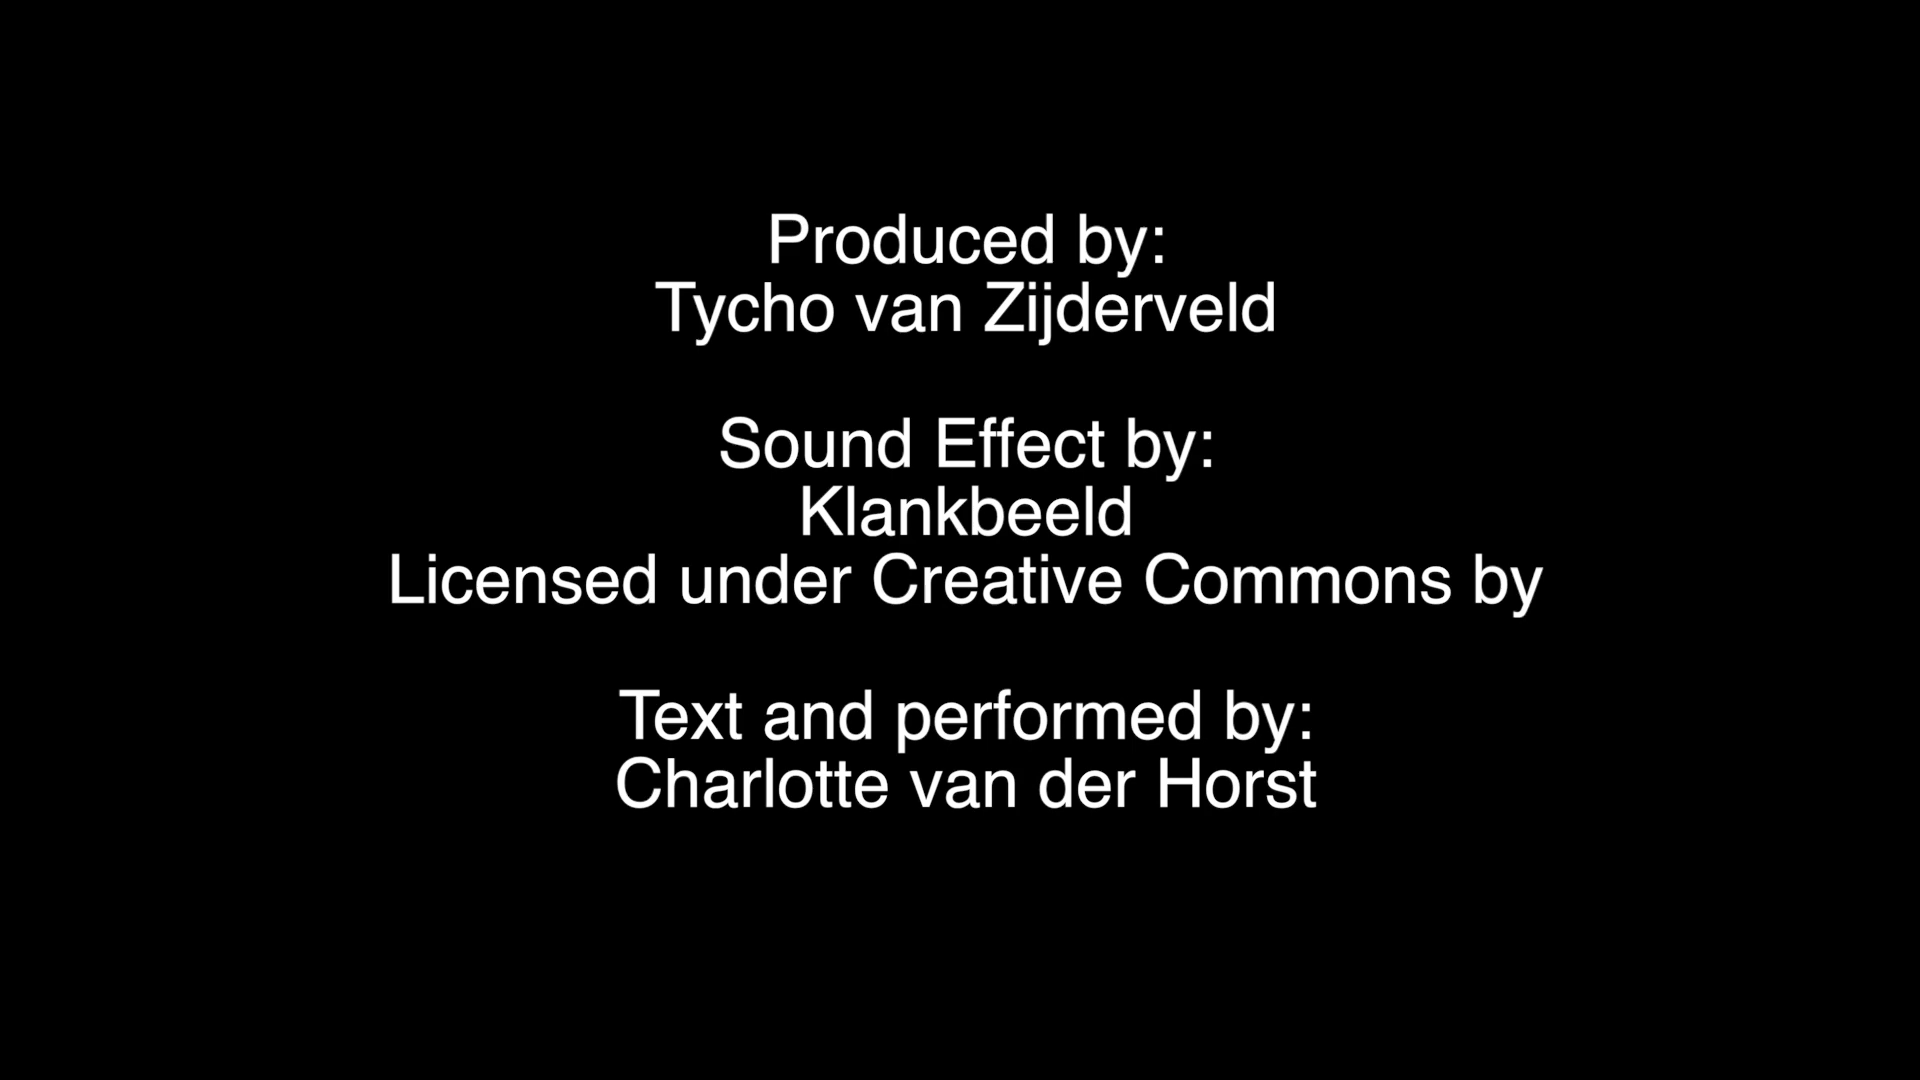 Produced by:
Tycho van Zijderveld
Sound Effect by:
Klankbeeld
Licensed under Creative Commons by
Text and performed by:
Charlotte van der Horst